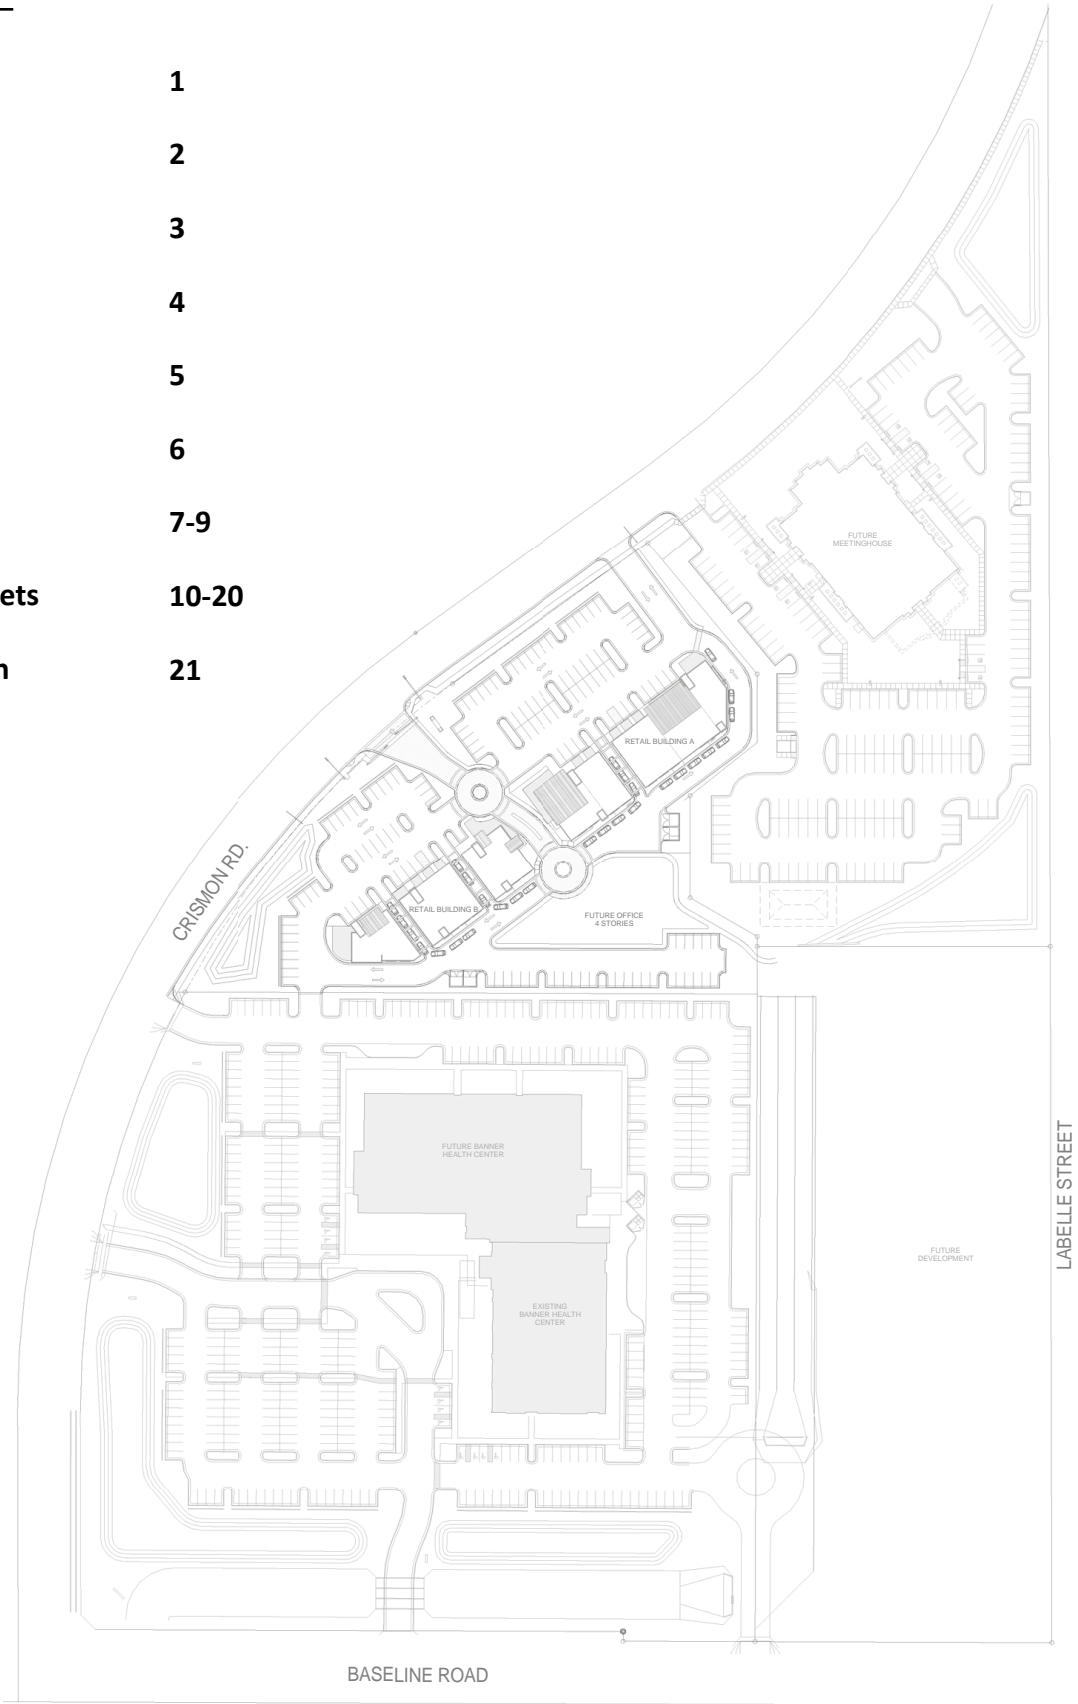 1
2
3
4
5
6
7-9
ets 10-20
n 21
FUTURE
MEETINGHOUSE
RETAIL BUILDING A
CRISMON RD.
RETAIL BUILDING B
FUTURE OFFICE
4 STORIES
FUTURE BANNER
HEALTH CENTER
LABELLE STREET
FUTURE
DEVELOPMENT
EXISTING
BANNER HEALTH
CENTER
BASELINE ROAD